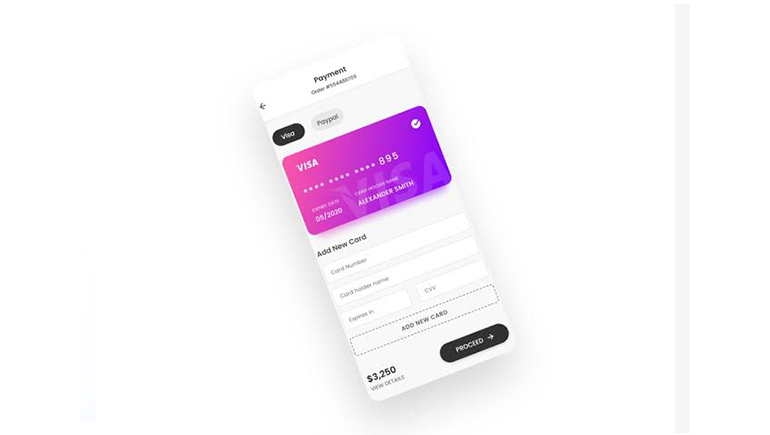 Payment
Order #554488759
Visa
Paypal
VISA
**** **** **** 895
EXPIRY DATE
05/2020
CARD HOLDER NAME
ALEXANDER SMITH
VISA
Add New Card
Card Number
Card holder name
Expires in
CVV
ADD NEW CARD
$3,250
VIEW DETAILS
PROCEED